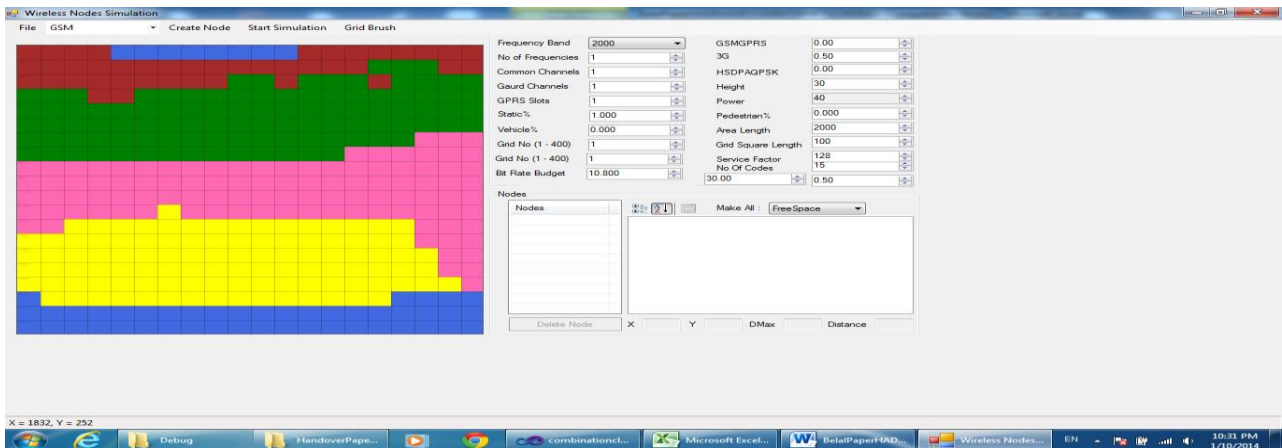 Wireless Nodes Simulation
File GSM Create Node Start Simulation Grid Brush
Frequency Band 2000 GSMGPRS 0.00
No of Frequencies 1 3G 0.50
Common Channels 1 HSDPAQPSK 0.00
Gaurd Channels 1 Height 30
GPRS Slots 1 Power 40
Static% 1.000 Pedestrian% 0.000
Vehicle% 0.000 Area Length 2000
Grid No (1 - 400) 1 Grid Square Length 100
Grid No (1 - 400) 1 Service Factor 128
No Of Codes 15
Bit Rate Budget 10.800 30.00 0.50
Nodes
Nodes Make All : FreeSpace
Delete Node X Y DMax Distance
X = 1832, Y = 252
Debug HandoverPape... combinationcl... Microsoft Excel... BelalPaperHAD... Wireless Nodes... EN 10:31 PM
1/10/2014